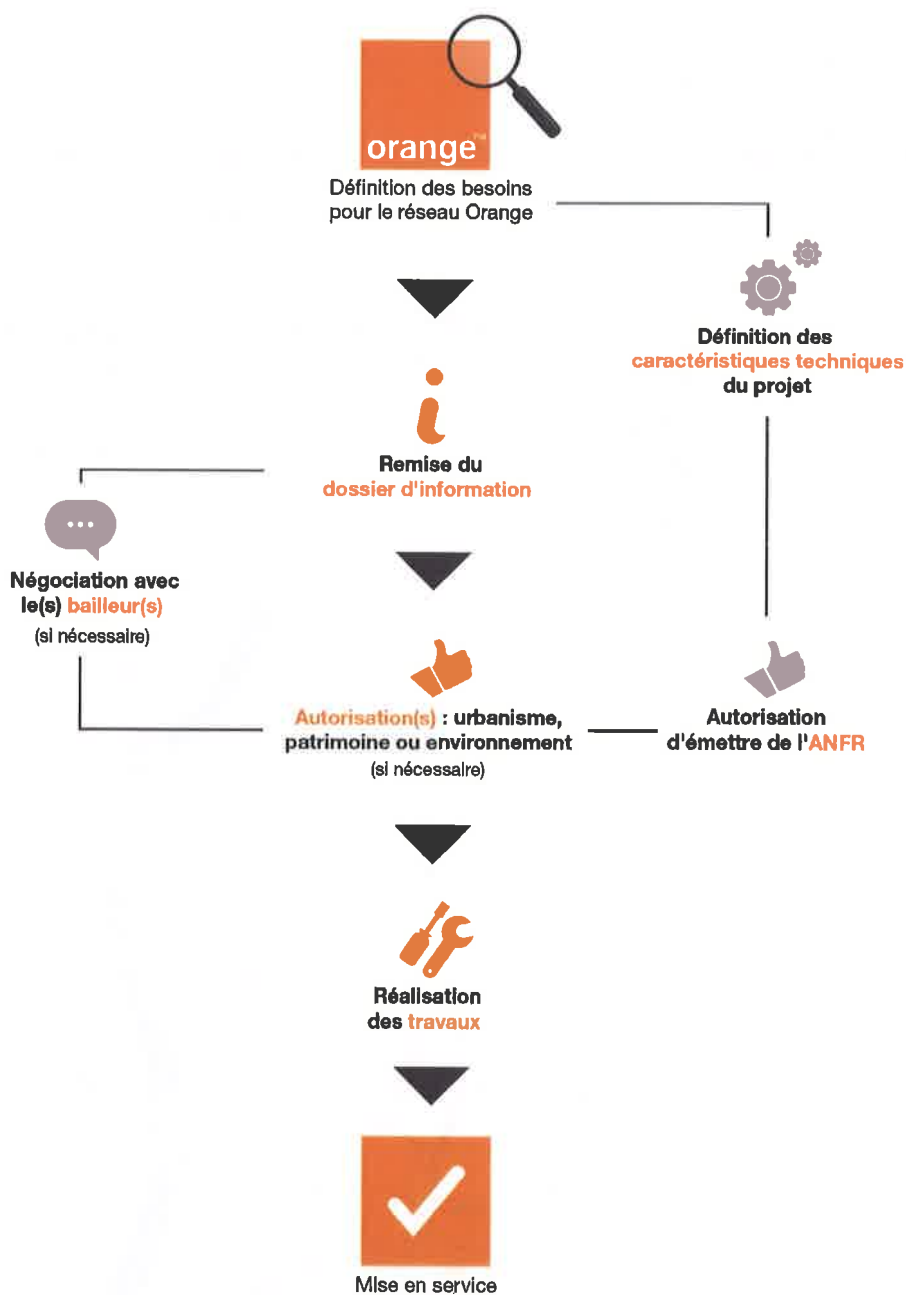 orange™
Définition des besoins
pour le réseau Orange
Définition des
caractéristiques techniques
du projet
Remise du
dossier d'information
Négociation avec
le(s) bailleur(s)
(si nécessaire)
Autorisation(s) : urbanisme,
patrimoine ou environnement
(si nécessaire)
Autorisation
d'émettre de l'ANFR
Réalisation
des travaux
Mise en service